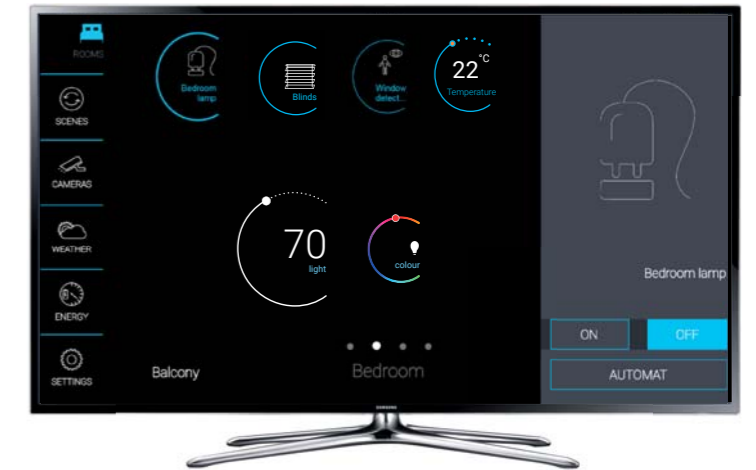 ROOMS
SCENES
CAMERAS
WEATHER
ENERGY
SETTINGS
Bedroom
lamp
Blinds
Window
detect...
22°C
Temperature
70
light
colour
Balcony
Bedroom
Bedroom lamp
ON
OFF
AUTOMAT
SAMSUNG